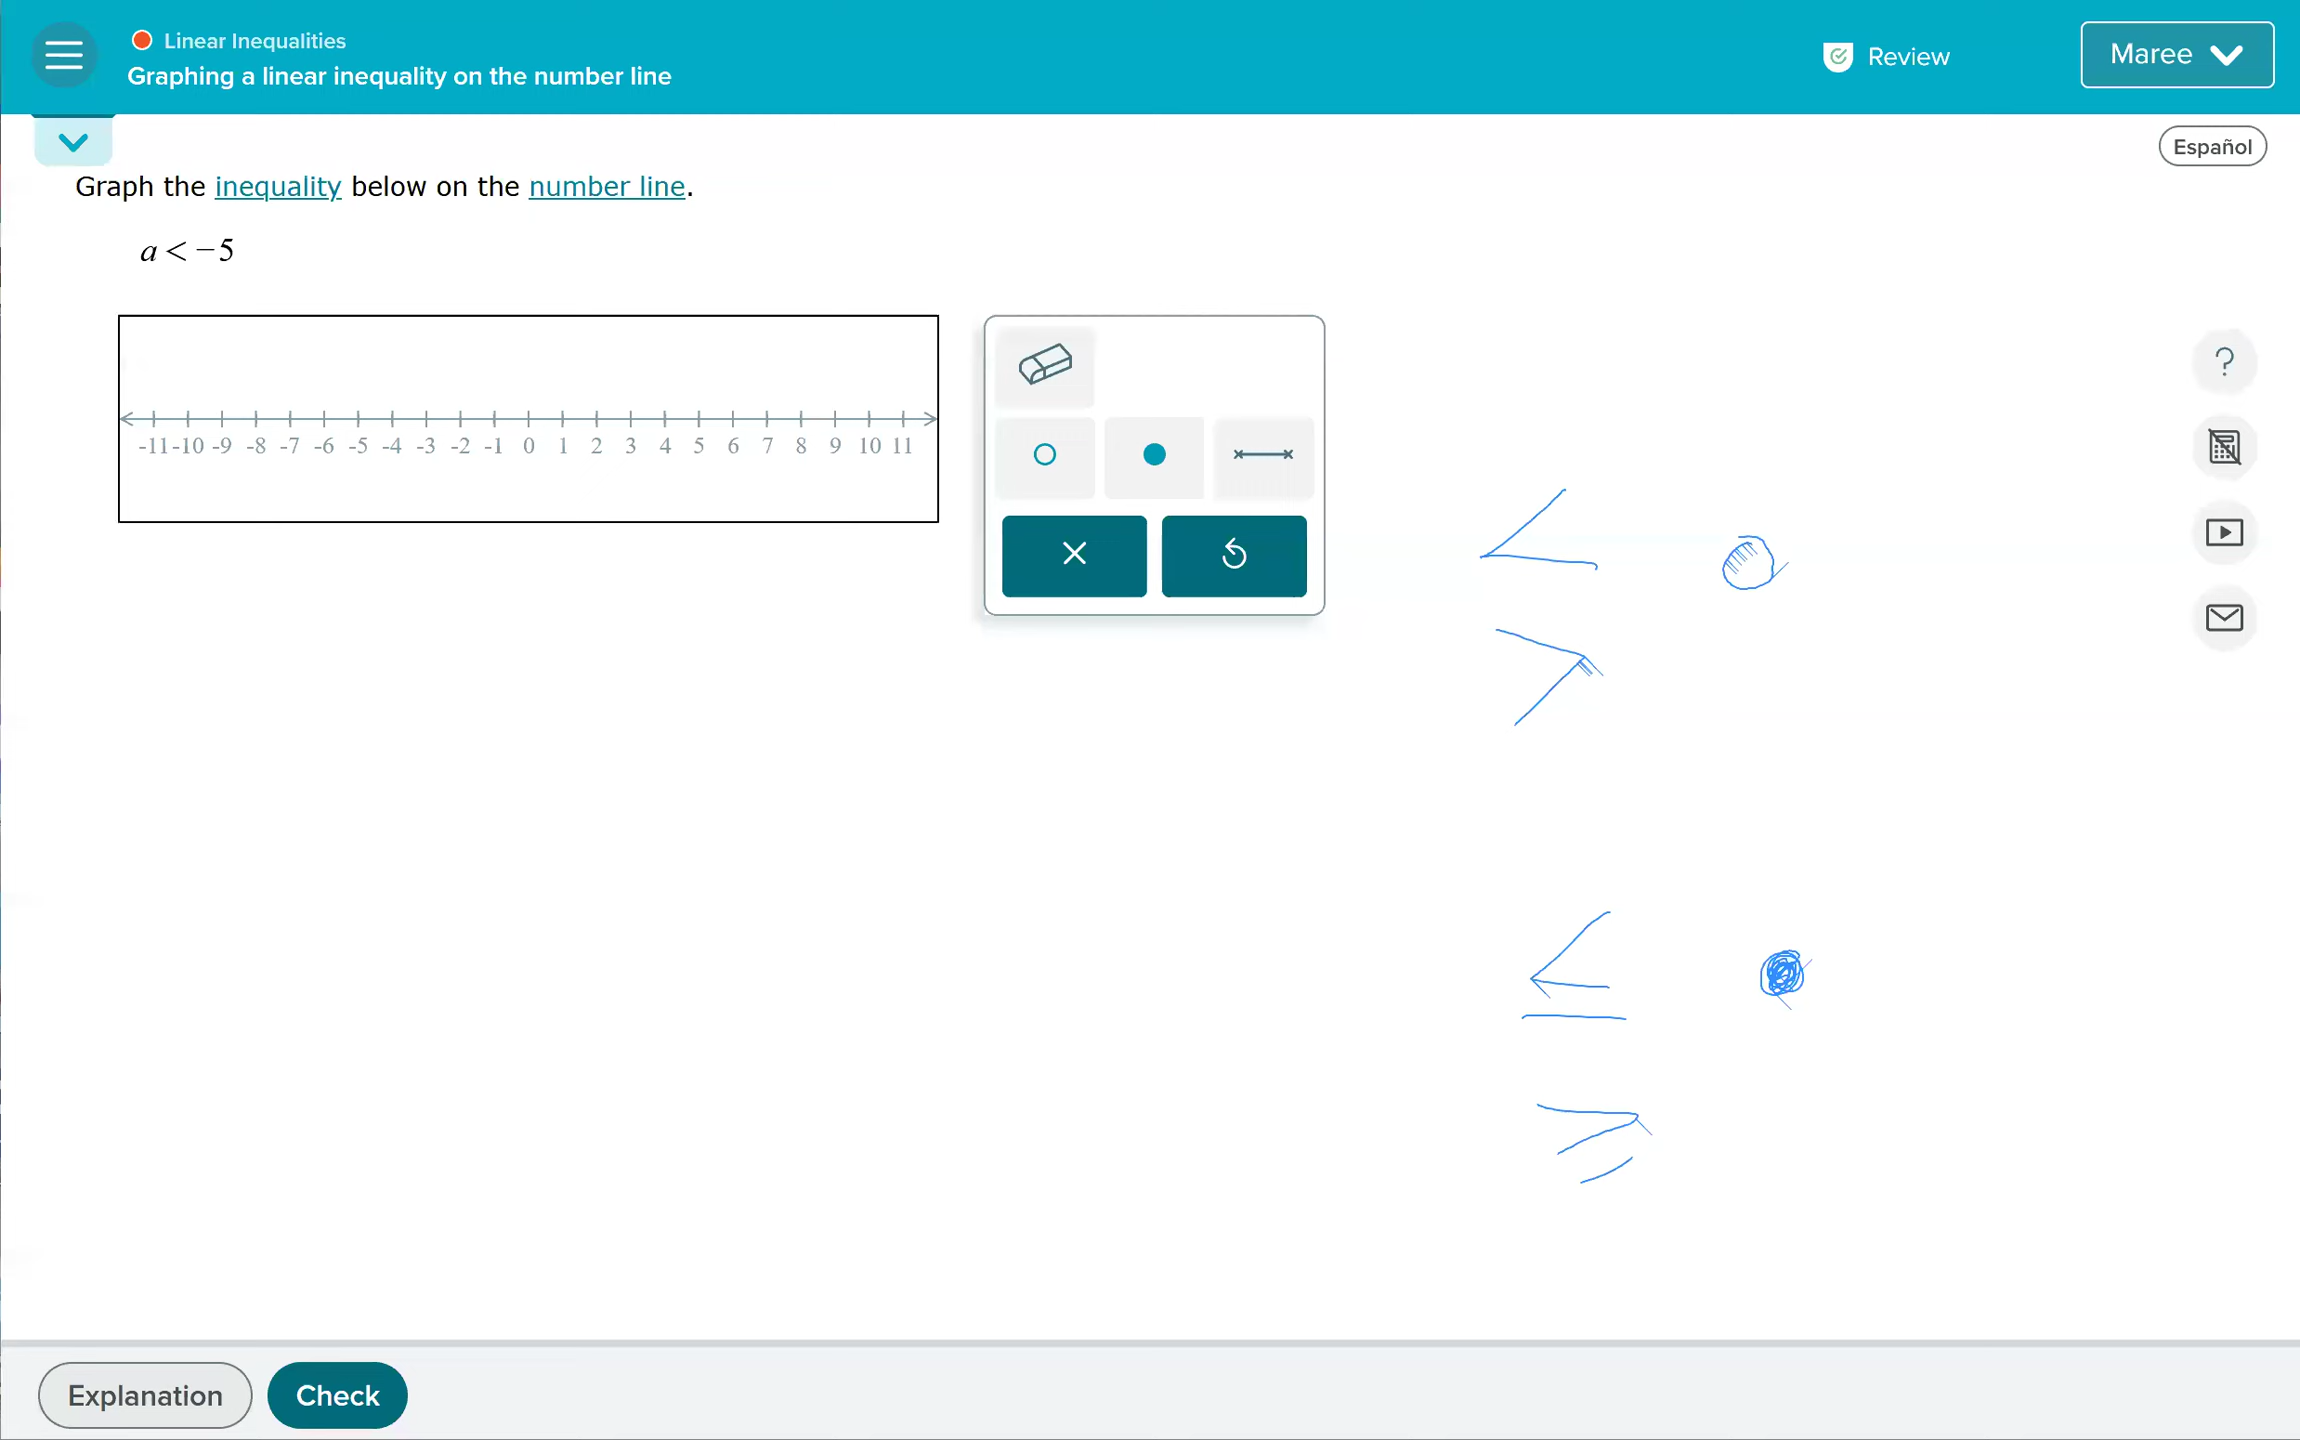 Linear Inequalities
Graphing a linear inequality on the number line
Review
Maree
Español
Graph the inequality below on the number line.
a < −5
-11 -10 -9 -8 -7 -6 -5 -4 -3 -2 -1 0 1 2 3 4 5 6 7 8 9 10 11
<
>
≤
≥
?
Explanation
Check